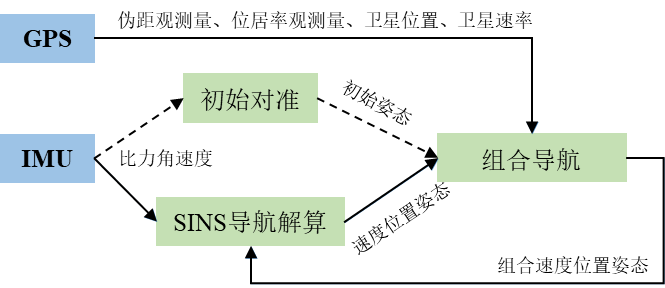 GPS
伪距观测量、位居率观测量、卫星位置、卫星速率
初始对准
初始姿态
IMU
比力角速度
组合导航
SINS导航解算
速度位置姿态
组合速度位置姿态